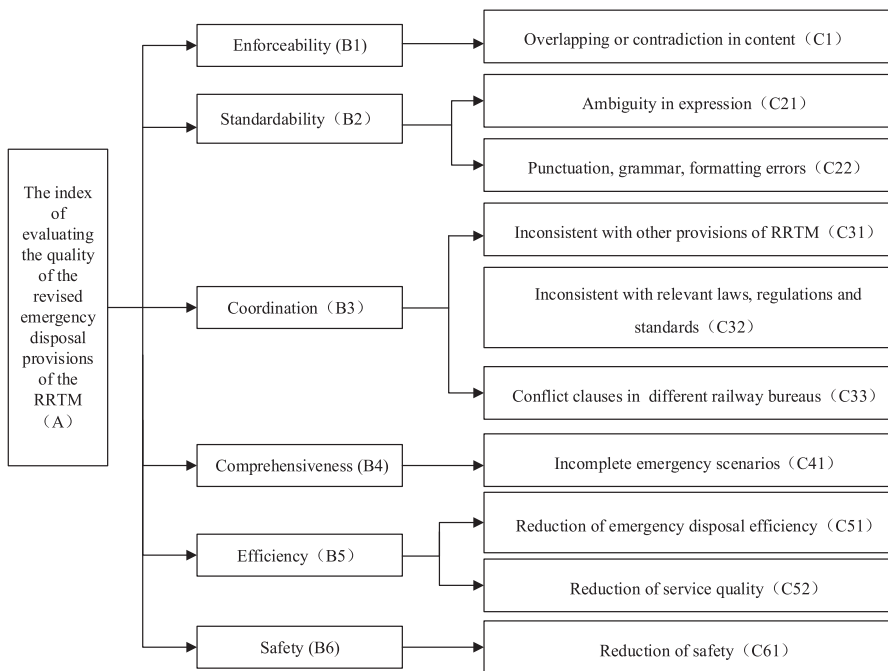 The index
of
evaluating
the quality
of the
revised
emergency
disposal
provisions
of the
RRTM
（A）
Enforceability (B1)
Overlapping or contradiction in content（C1）
Standardability（B2）
Ambiguity in expression（C21）
Punctuation, grammar, formatting errors（C22）
Coordination（B3）
Inconsistent with other provisions of RRTM（C31）
Inconsistent with relevant laws, regulations and
standards（C32）
Conflict clauses in different railway bureaus（C33）
Comprehensiveness (B4)
Incomplete emergency scenarios（C41）
Efficiency（B5）
Reduction of emergency disposal efficiency（C51）
Reduction of service quality（C52）
Safety (B6)
Reduction of safety（C61）